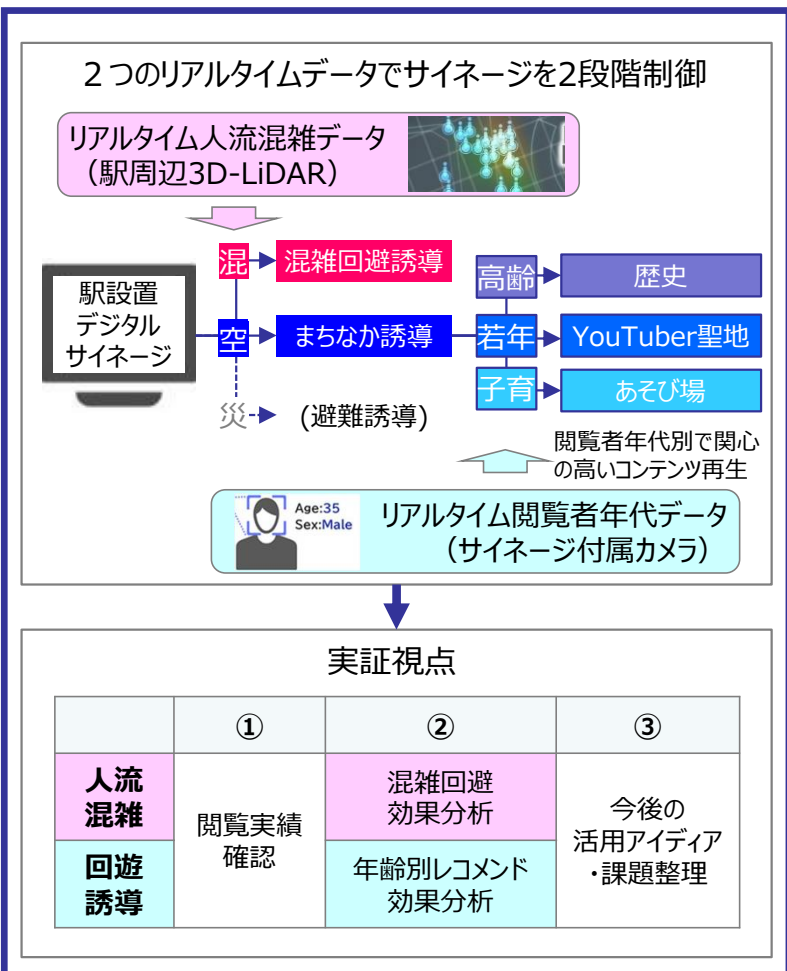 ２つのリアルタイムデータでサイネージを2段階制御
リアルタイム人流混雑データ
（駅周辺3D-LiDAR）
駅設置
デジタル
サイネージ
混
混雑回避誘導
空
まちなか誘導
災
(避難誘導)
高齢
歴史
若年
YouTuber聖地
子育
あそび場
閲覧者年代別で関心
の高いコンテンツ再生
Age:35
Sex:Male
リアルタイム閲覧者年代データ
（サイネージ付属カメラ）
実証視点
①
②
③
人流
混雑
閲覧実績
確認
混雑回避
効果分析
今後の
活用アイディア
・課題整理
回遊
誘導
年齢別レコメンド
効果分析